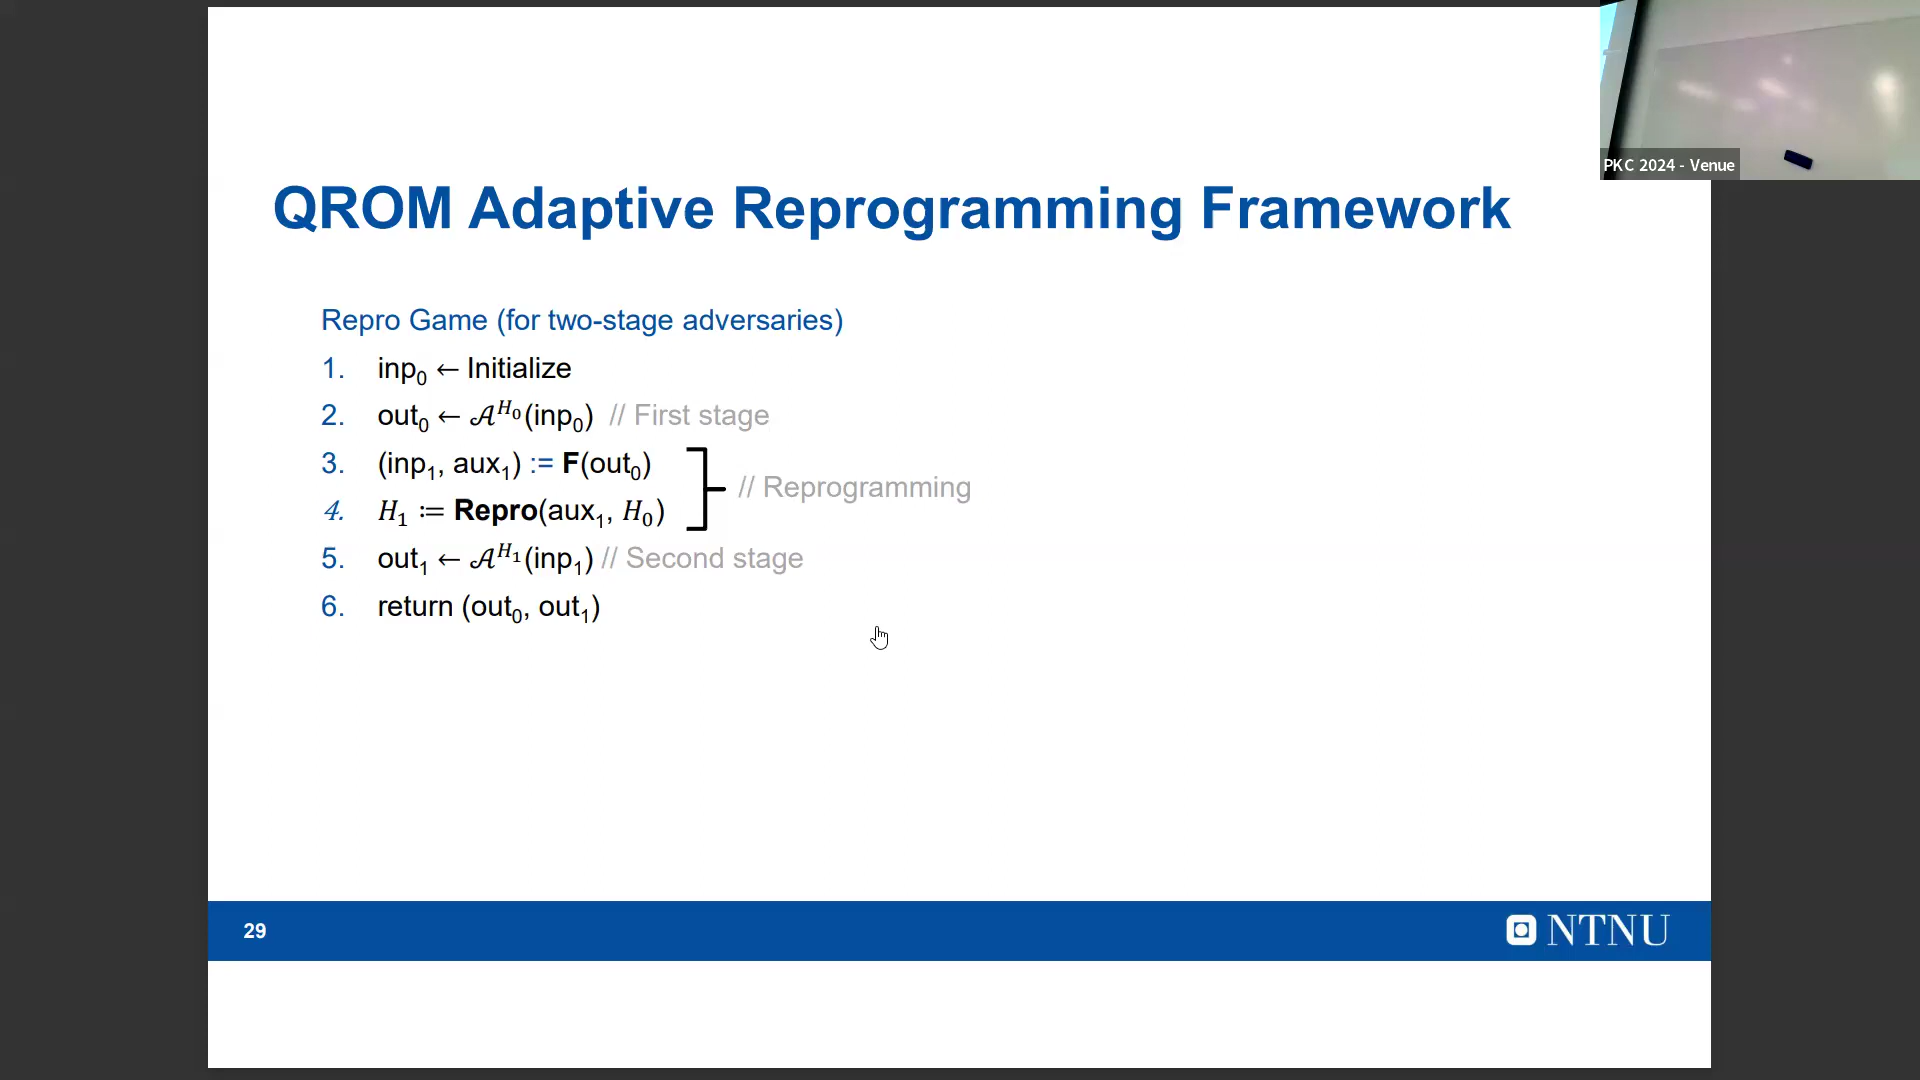 PKC 2024 - Venue
QROM Adaptive Reprogramming Framework
Repro Game (for two-stage adversaries)
1. inp₀ ← Initialize
2. out₀ ← 𝒜^{H₀}(inp₀) // First stage
3. (inp₁, aux₁) := F(out₀)
// Reprogramming
4. H₁ := Repro(aux₁, H₀)
5. out₁ ← 𝒜^{H₁}(inp₁) // Second stage
6. return (out₀, out₁)
29
NTNU